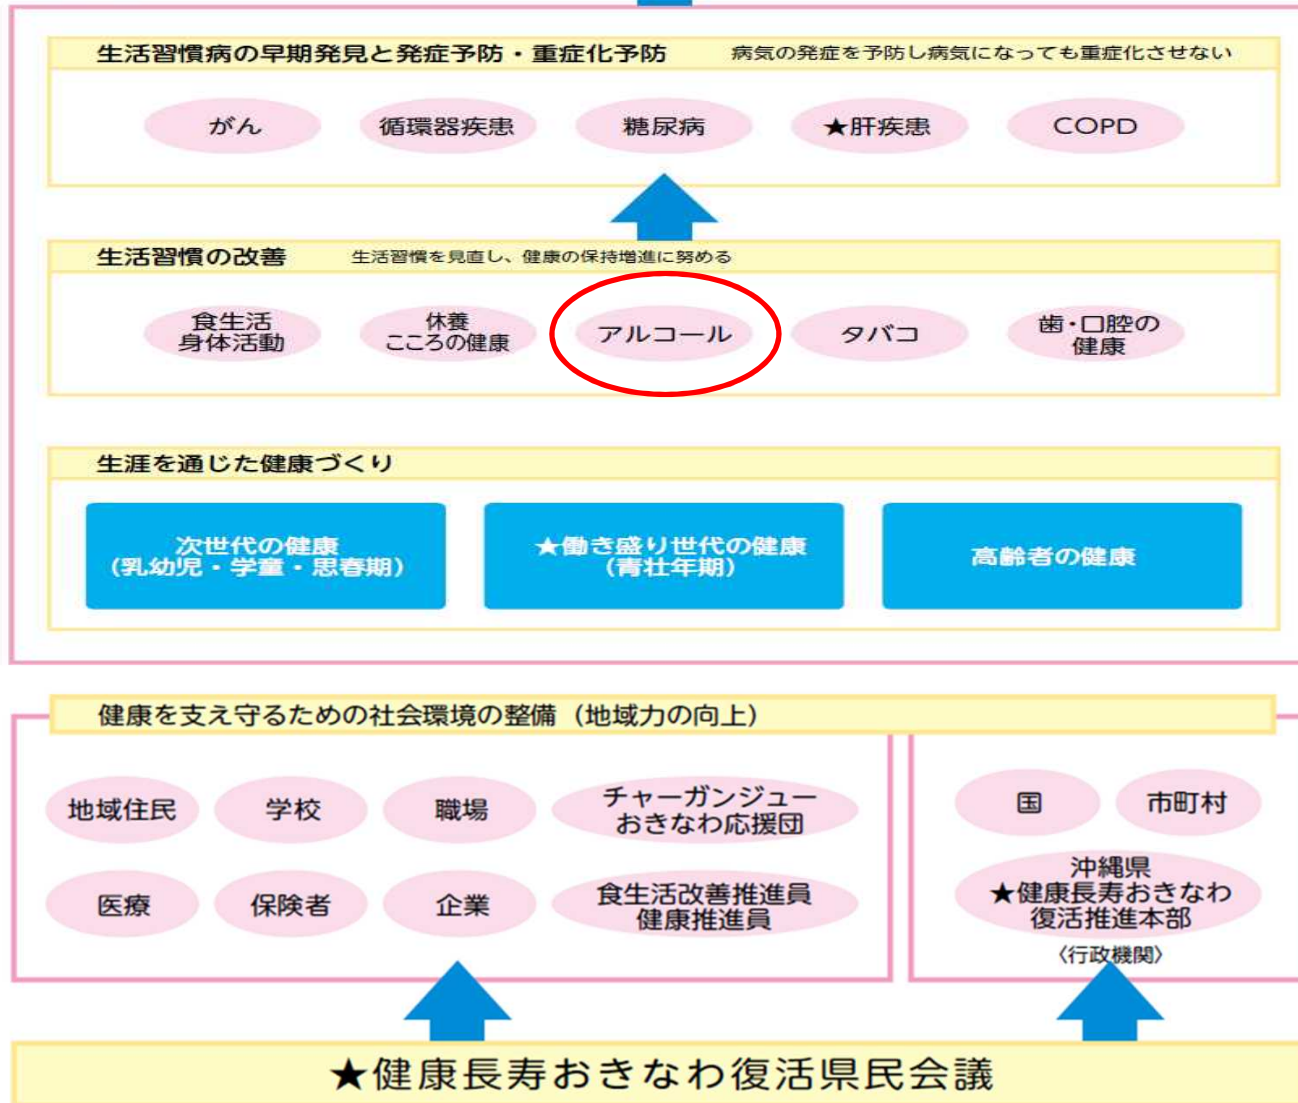 生活習慣病の早期発見と発症予防・重症化予防 病気の発症を予防し病気になっても重症化させない
がん
循環器疾患
糖尿病
★肝疾患
COPD
生活習慣の改善 生活習慣を見直し、健康の保持増進に努める
食生活
身体活動
休養
こころの健康
アルコール
タバコ
歯・口腔の
健康
生涯を通じた健康づくり
次世代の健康
(乳幼児・学童・思春期)
★働き盛り世代の健康
(青壮年期)
高齢者の健康
健康を支え守るための社会環境の整備（地域力の向上）
地域住民
学校
職場
チャーガンジュー
おきなわ応援団
医療
保険者
企業
食生活改善推進員
健康推進員
国
市町村
沖縄県
★健康長寿おきなわ
復活推進本部
〈行政機関〉
★健康長寿おきなわ復活県民会議